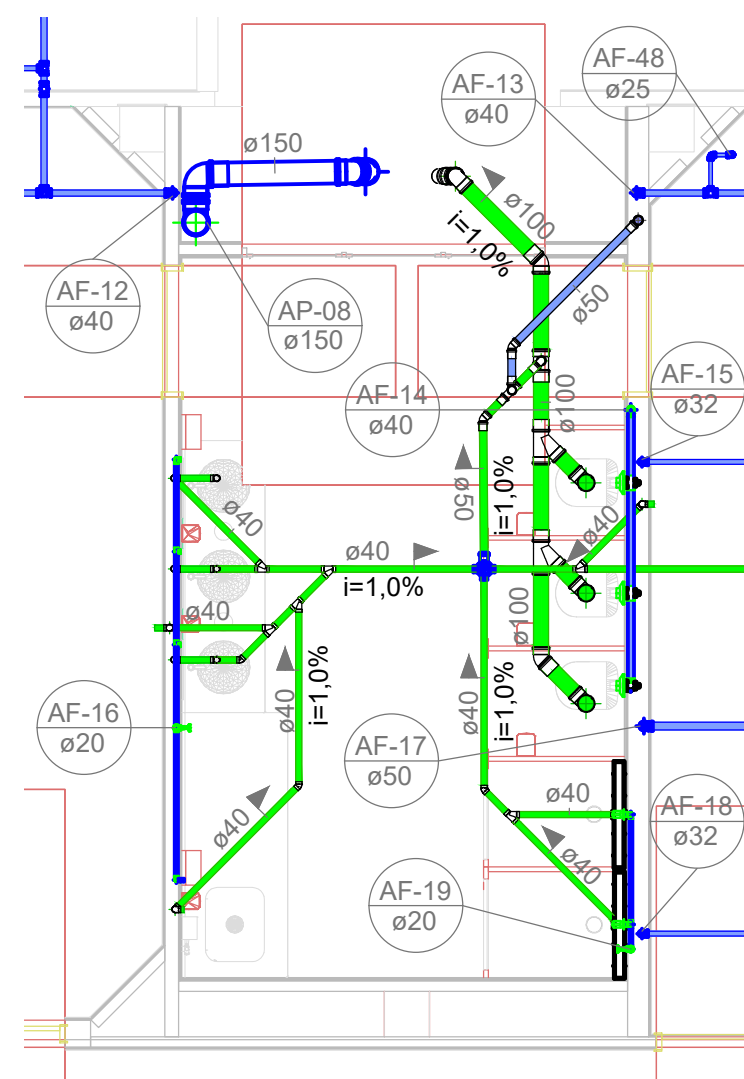 AF-48
ø25
AF-13
ø40
ø150
ø100
i=1,0%
AF-12
ø40
AP-08
ø150
ø50
AF-14
ø40
AF-15
ø32
ø100
ø50
i=1,0%
ø40
ø40
ø40
i=1,0%
ø40
ø100
ø40
i=1,0%
ø40
i=1,0%
AF-16
ø20
AF-17
ø50
ø40
ø40
AF-18
ø32
ø40
AF-19
ø20